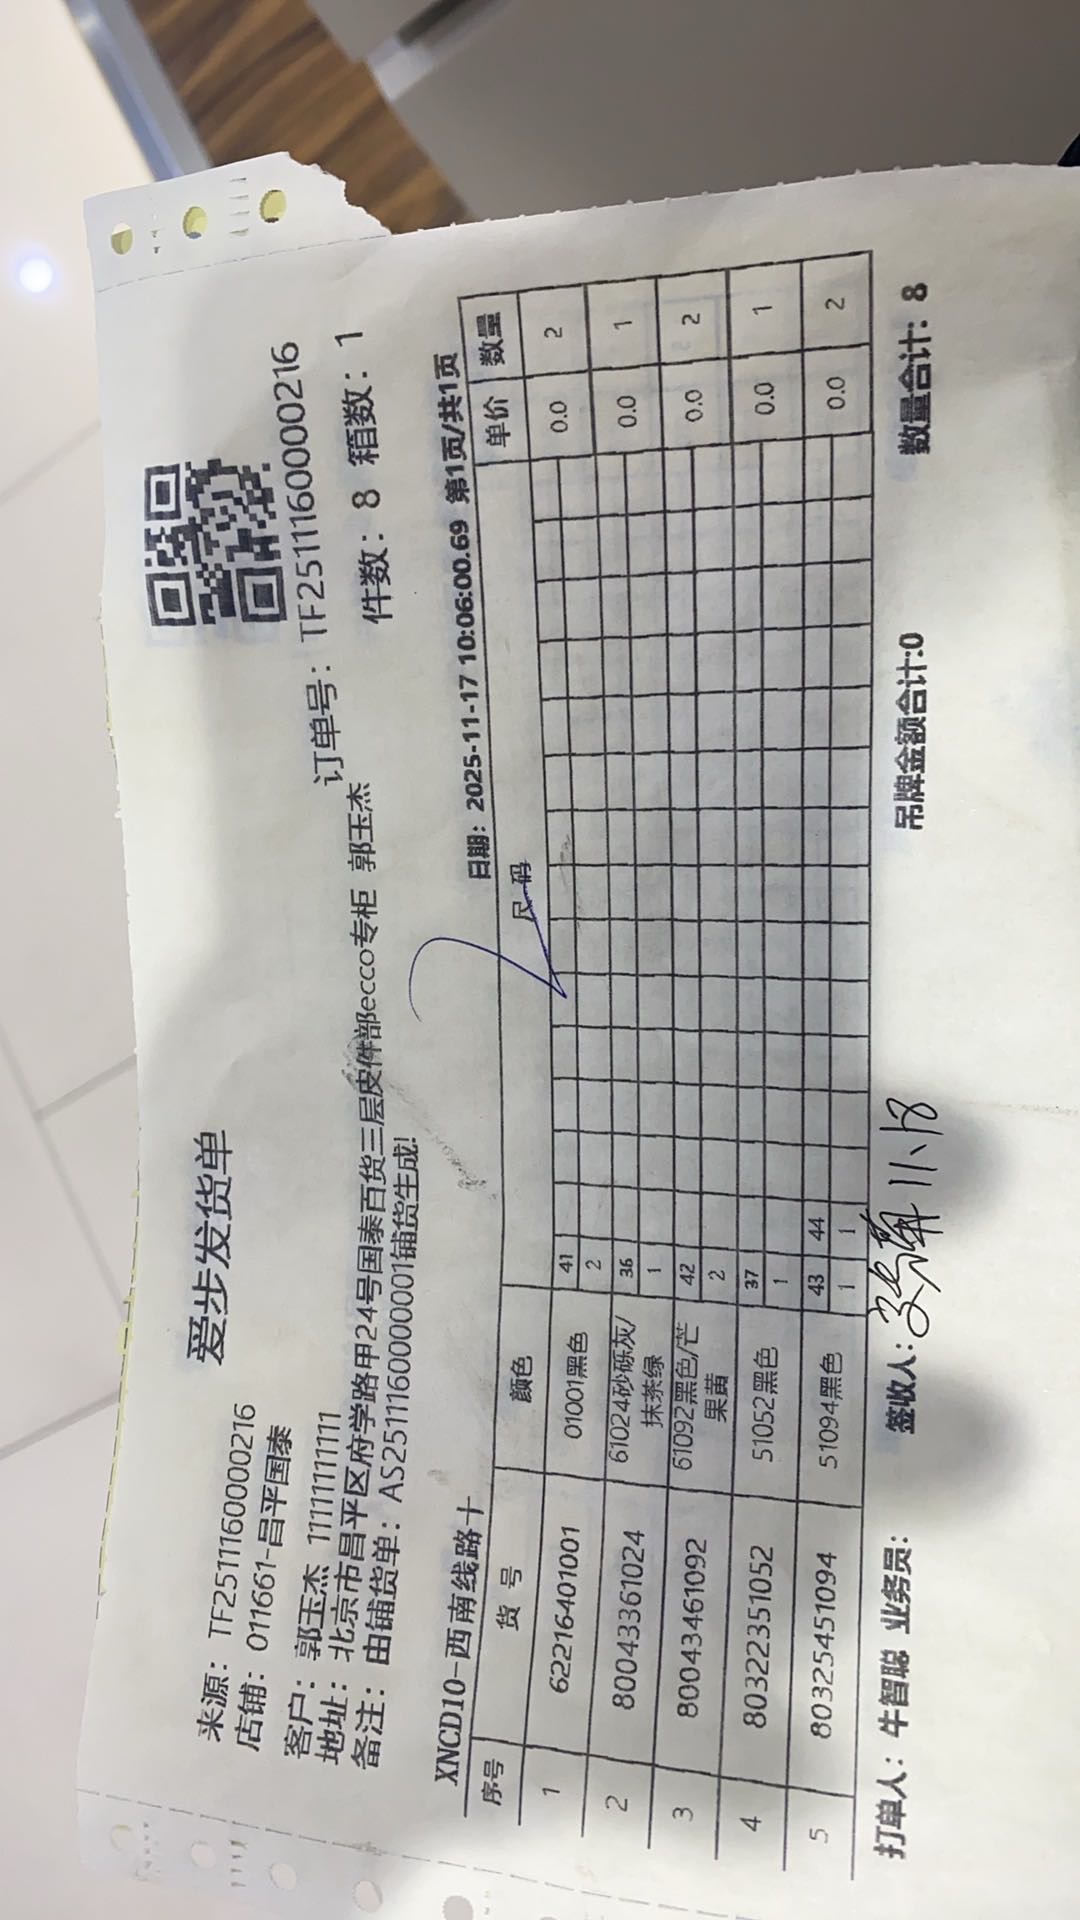 爱步发货单
来源：TF2511160000216
店铺：011661-昌平国泰
订单号：TF2511160000216
客户：郭玉杰 11111111111
件数：8 箱数：1
地址：北京市昌平区府学路甲24号国泰百货三层皮件部ecco专柜 郭玉杰
备注：由铺货单：AS2511160000001铺货生成!
XNCD10-西南线路十 日期：2025-11-17 10:06:00.69 第1页/共1页
序号 货 号 颜色 尺 码 单价 数量
1 62216401001 01001黑色 41 0.0 2
2
2 80043361024 61024砂砾灰/ 36 0.0 1
抹茶绿 1
3 80043461092 61092黑色/芒 42 0.0 2
果黄 2
4 80322351052 51052黑色 37 0.0 1
1
5 80325451094 51094黑色 43 44 0.0 2
1 1
打单人：牛智聪 业务员： 签收人： 11.18 吊牌金额合计:0 数量合计：8